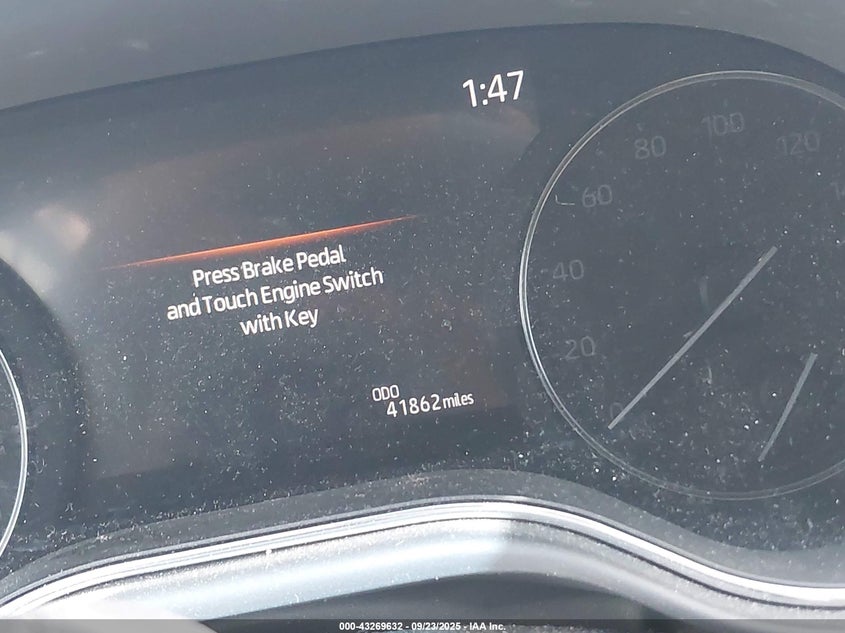 1:47
100
80
120
60
Press Brake Pedal
and Touch Engine Switch
with Key
40
20
0
ODO
41862 miles
000-43269632 - 09/23/2025 - IAA Inc.